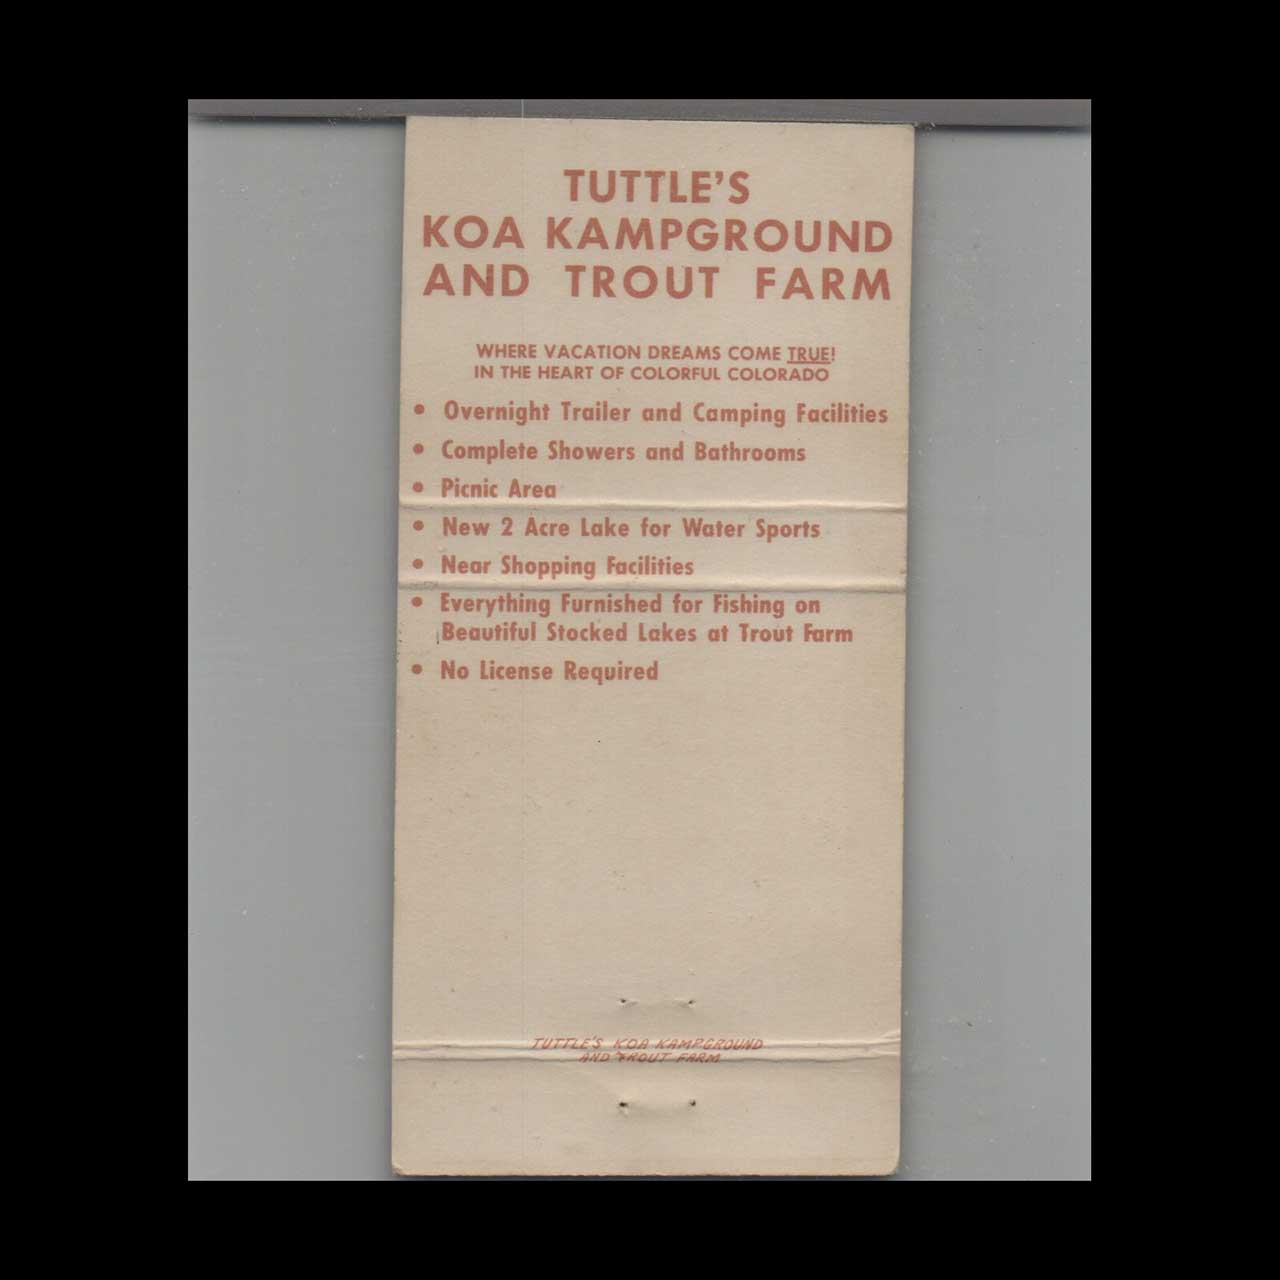 TUTTLE'S
KOA KAMPGROUND
AND TROUT FARM
WHERE VACATION DREAMS COME TRUE!
IN THE HEART OF COLORFUL COLORADO
• Overnight Trailer and Camping Facilities
• Complete Showers and Bathrooms
• Picnic Area
• New 2 Acre Lake for Water Sports
• Near Shopping Facilities
• Everything Furnished for Fishing on
Beautiful Stocked Lakes at Trout Farm
• No License Required
TUTTLE'S KOA KAMPGROUND
AND TROUT FARM